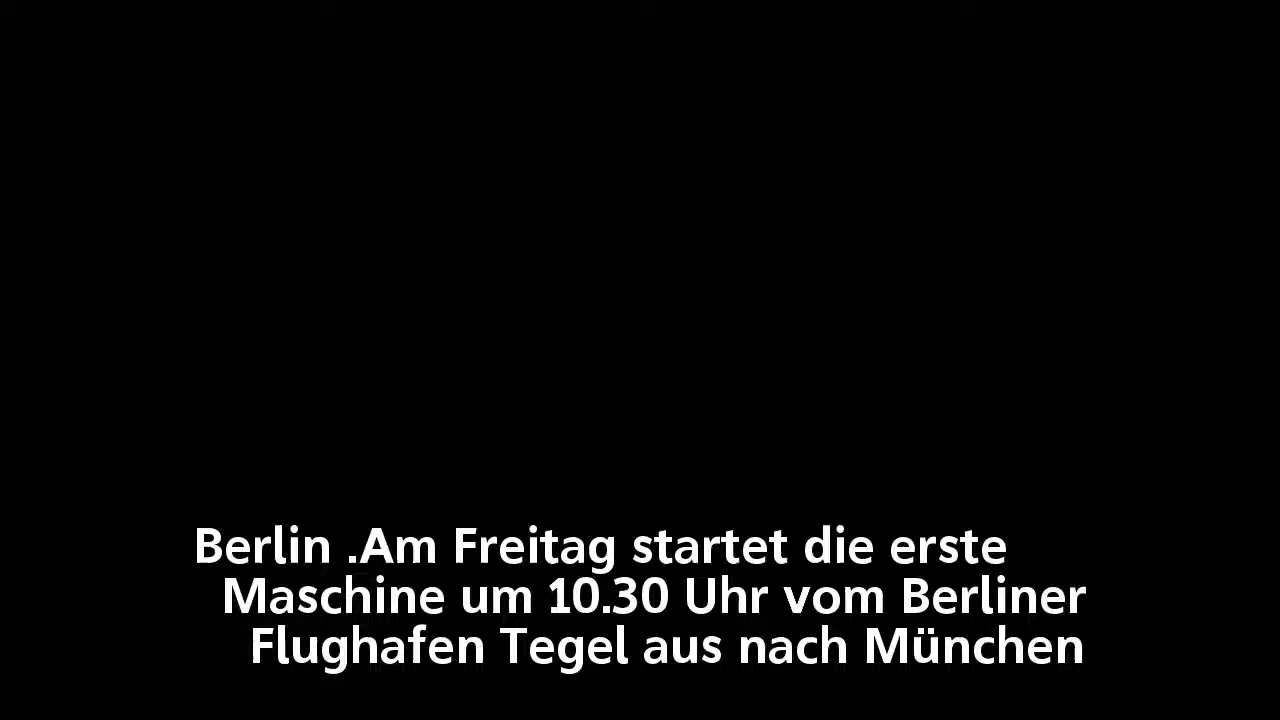 Berlin .Am Freitag startet die erste
Maschine um 10.30 Uhr vom Berliner
Flughafen Tegel aus nach München